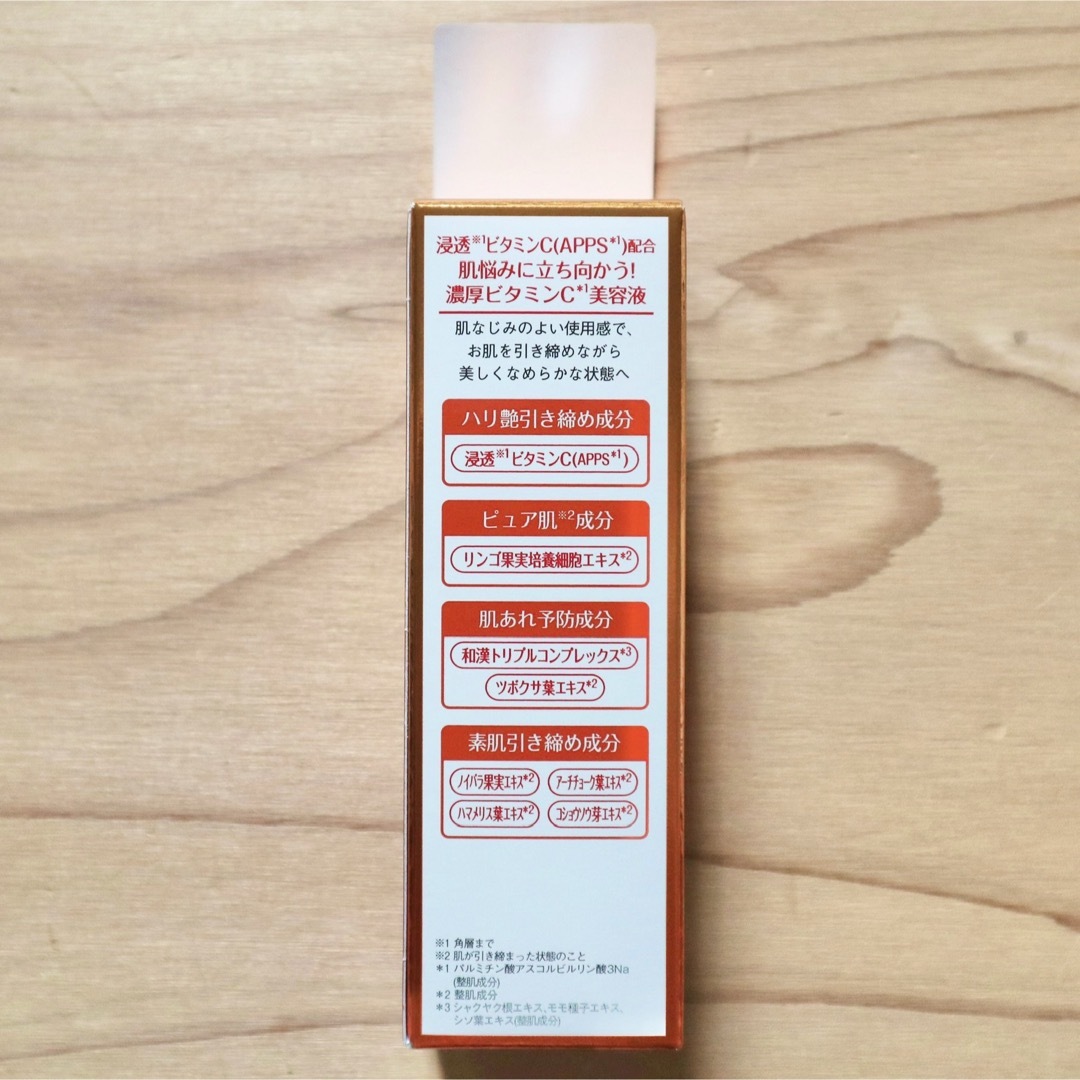 浸透※1ビタミンC(APPS*1)配合
肌悩みに立ち向かう!
濃厚ビタミンC*1美容液
肌なじみのよい使用感で、
お肌を引き締めながら
美しくなめらかな状態へ
ハリ艶引き締め成分
浸透※1ビタミンC(APPS*1)
ピュア肌※2成分
リンゴ果実培養細胞エキス*2
肌あれ予防成分
和漢トリプルコンプレックス*3
ツボクサ葉エキス*2
素肌引き締め成分
ノイバラ果実エキス*2 アーチチョーク葉エキス*2
ハマメリス葉エキス*2 コショウソウ芽エキス*2
※1 角層まで
※2 肌が引き締まった状態のこと
*1 パルミチン酸アスコルビルリン酸3Na
(整肌成分)
*2 整肌成分
*3 シャクヤク根エキス、モモ種子エキス、
シソ葉エキス(整肌成分)